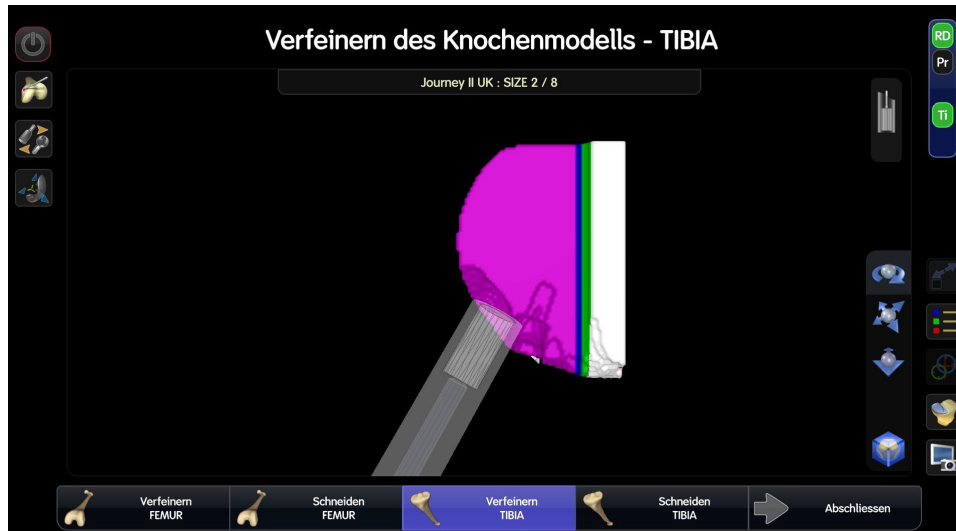 Verfeinern des Knochenmodells - TIBIA
RD
Pr
Journey II UK : SIZE 2 / 8
Ti
Verfeinern
FEMUR
Schneiden
FEMUR
Verfeinern
TIBIA
Schneiden
TIBIA
Abschliessen